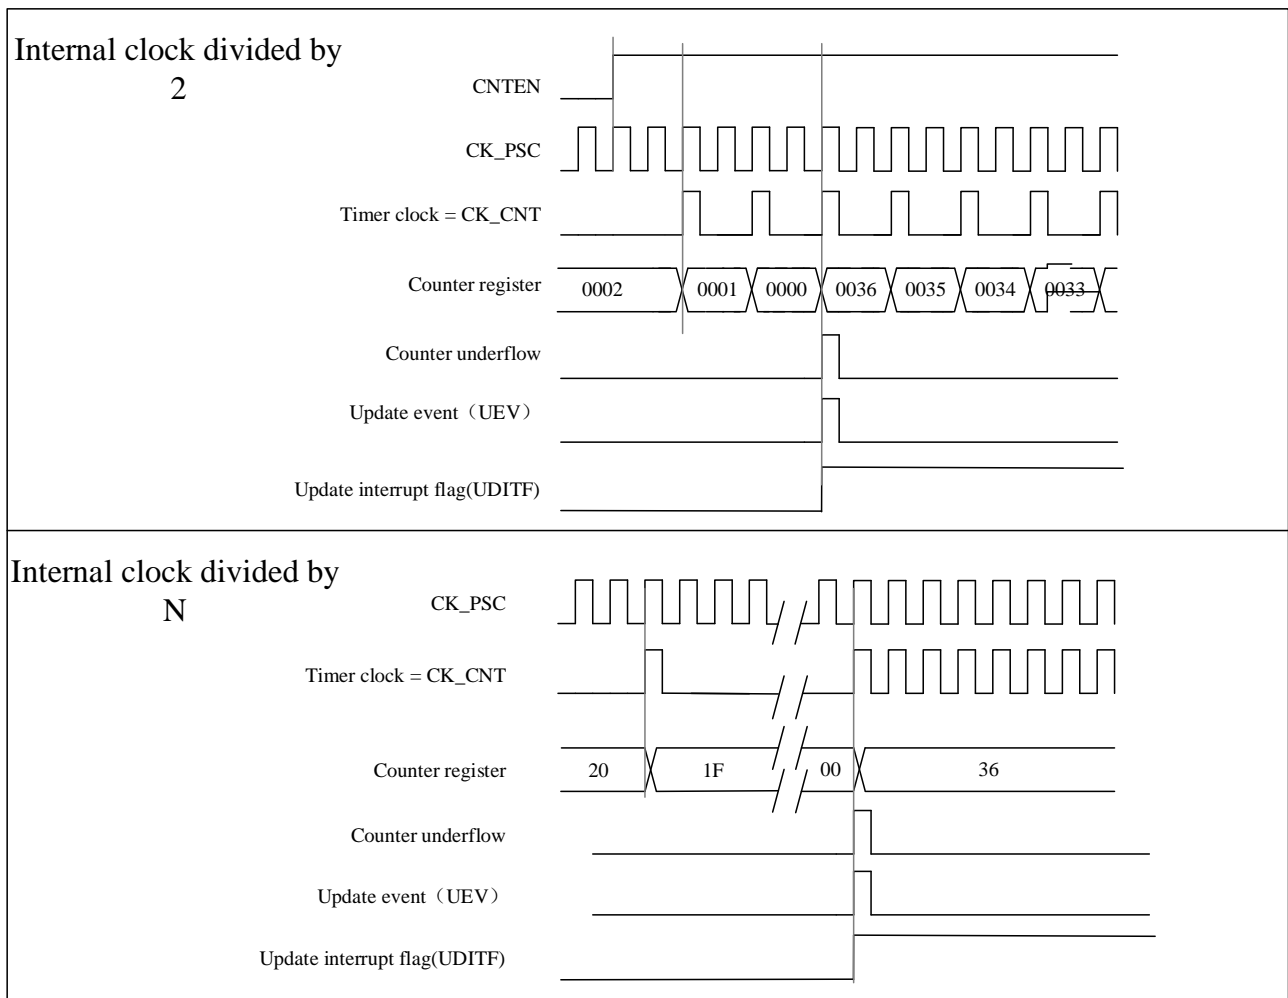 Internal clock divided by
2
CNTEN
CK_PSC
Timer clock = CK_CNT
Counter register
0002 0001 0000 0036 0035 0034 0033
Counter underflow
Update event（UEV）
Update interrupt flag(UDITF)
Internal clock divided by
N
CK_PSC
Timer clock = CK_CNT
Counter register
20 1F 00 36
Counter underflow
Update event（UEV）
Update interrupt flag(UDITF)